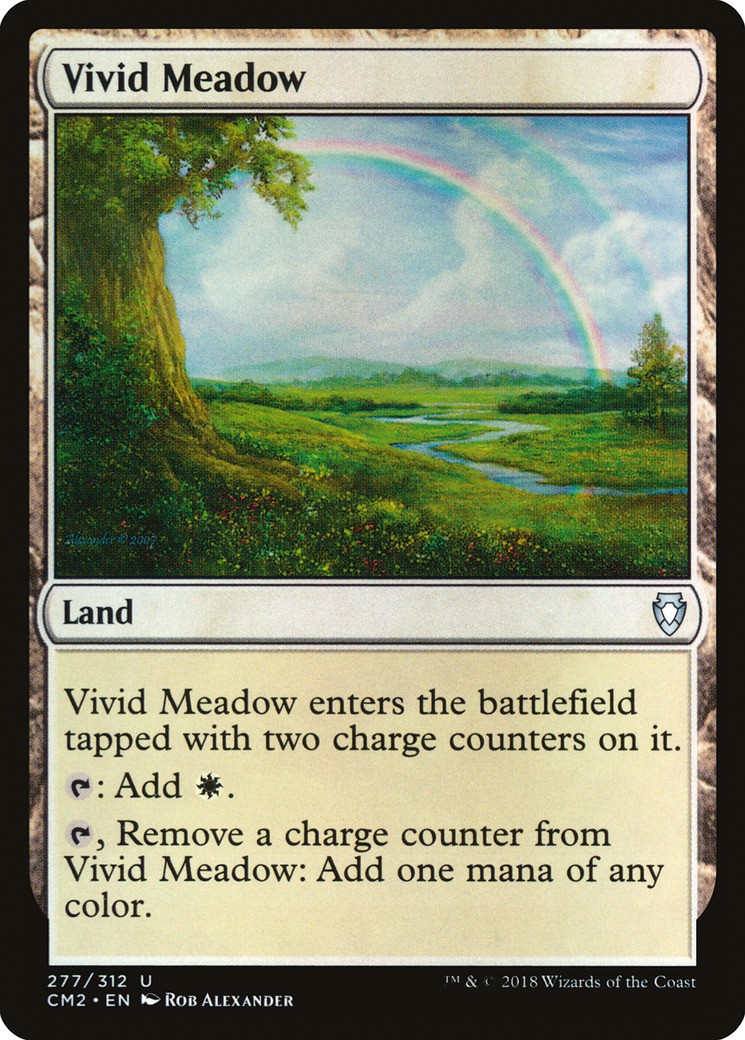 Vivid Meadow
Alexander © 2007
Land
Vivid Meadow enters the battlefield
tapped with two charge counters on it.
: Add .
, Remove a charge counter from
Vivid Meadow: Add one mana of any
color.
277/312 U
CM2 • EN Rob Alexander
™ & © 2018 Wizards of the Coast